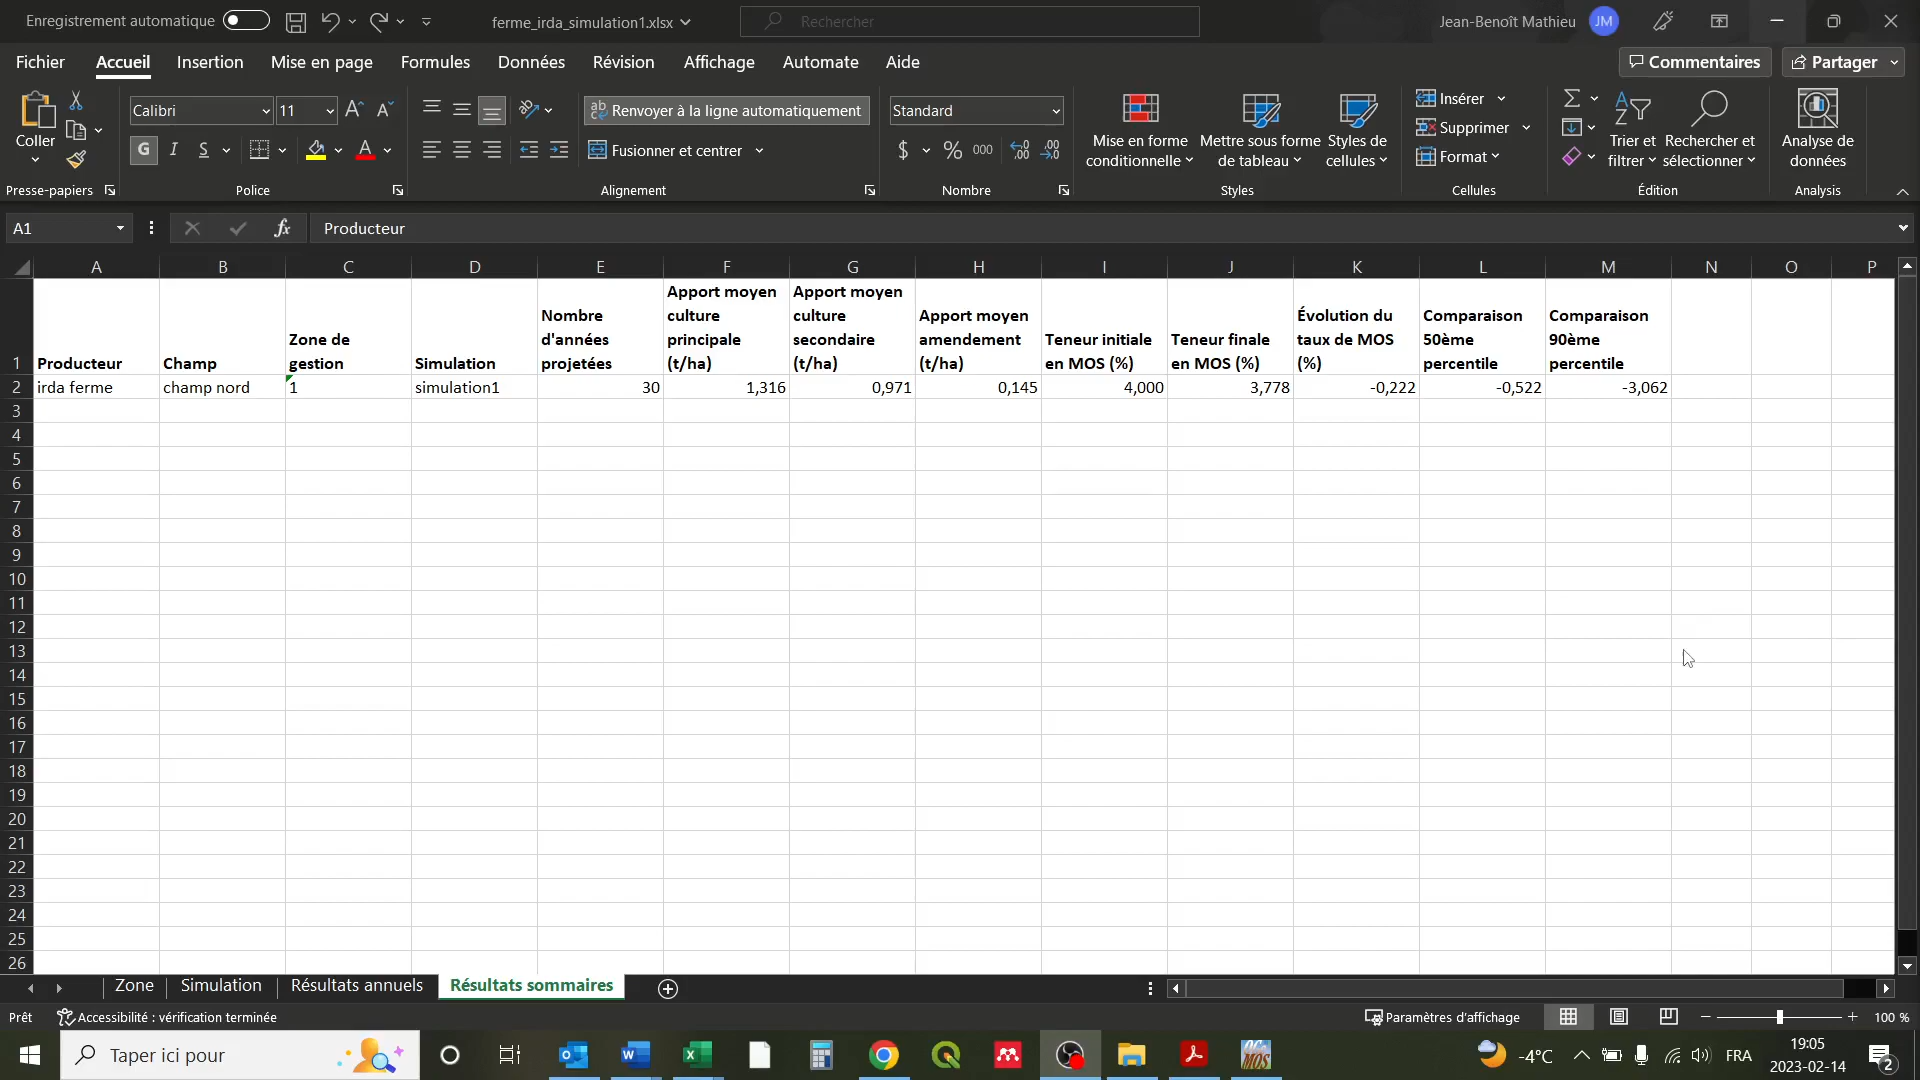 Enregistrement automatique
ferme_irda_simulation1.xlsx
Rechercher
Jean-Benoît Mathieu
JM
Fichier Accueil Insertion Mise en page Formules Données Révision Affichage Automate Aide
Commentaires Partager
Coller
Calibri 11
Renvoyer à la ligne automatiquement
Standard
G I S
Fusionner et centrer
$ % 000
Mise en forme conditionnelle
Mettre sous forme de tableau
Styles de cellules
Insérer
Supprimer
Format
Trier et filtrer
Rechercher et sélectionner
Analyse de données
Presse-papiers Police Alignement Nombre Styles Cellules Édition Analysis
A1 fx Producteur
A B C D E F G H I J K L M N O P
1 Producteur Champ Zone de gestion Simulation Nombre d'années projetées Apport moyen culture principale (t/ha) Apport moyen culture secondaire (t/ha) Apport moyen amendement (t/ha) Teneur initiale en MOS (%) Teneur finale en MOS (%) Évolution du taux de MOS (%) Comparaison 50ème percentile Comparaison 90ème percentile
2 irda ferme champ nord 1 simulation1 30 1,316 0,971 0,145 4,000 3,778 -0,222 -0,522 -3,062
3
4
5
6
7
8
9
10
11
12
13
14
15
16
17
18
19
20
21
22
23
24
25
26
Zone Simulation Résultats annuels Résultats sommaires
Prêt Accessibilité : vérification terminée Paramètres d'affichage 100 %
Taper ici pour
-4°C FRA
19:05
2023-02-14
2